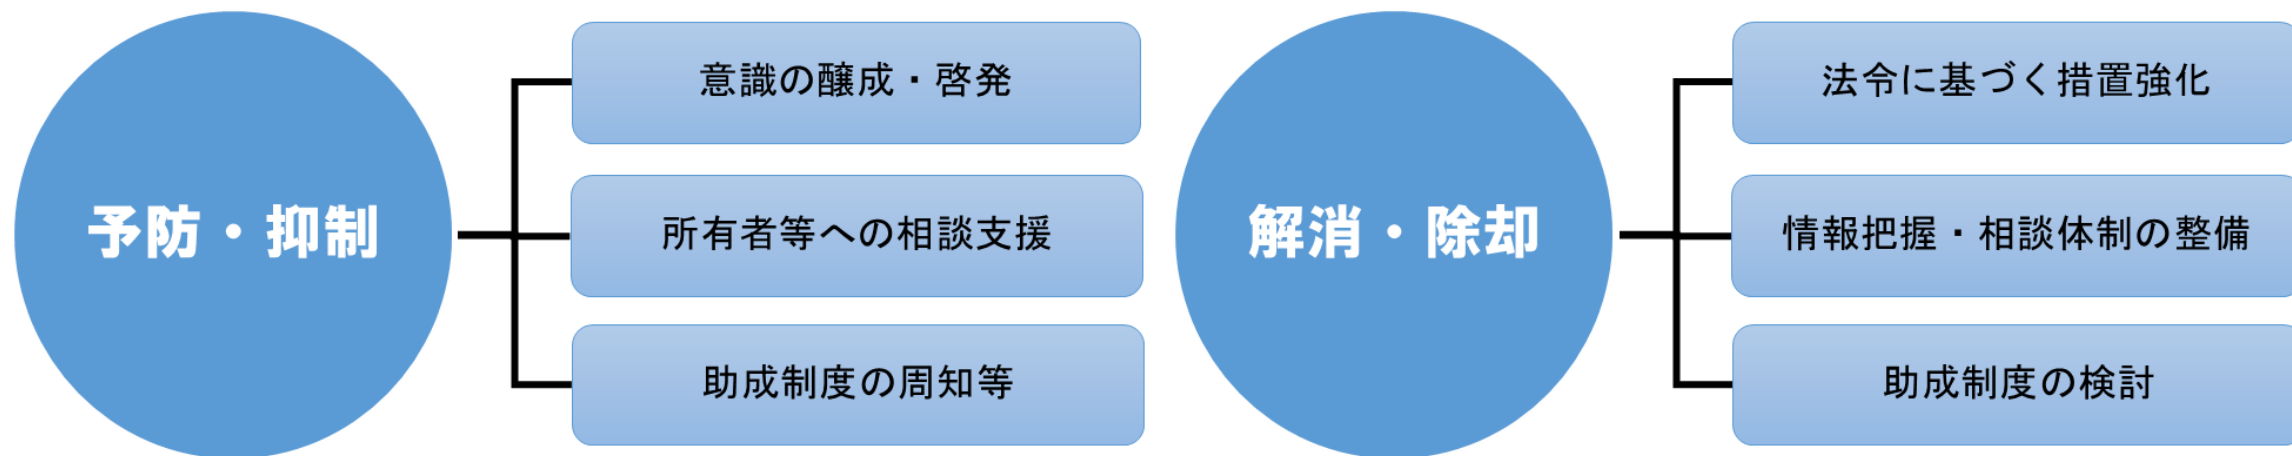 予防・抑制
意識の醸成・啓発
所有者等への相談支援
助成制度の周知等
解消・除却
法令に基づく措置強化
情報把握・相談体制の整備
助成制度の検討